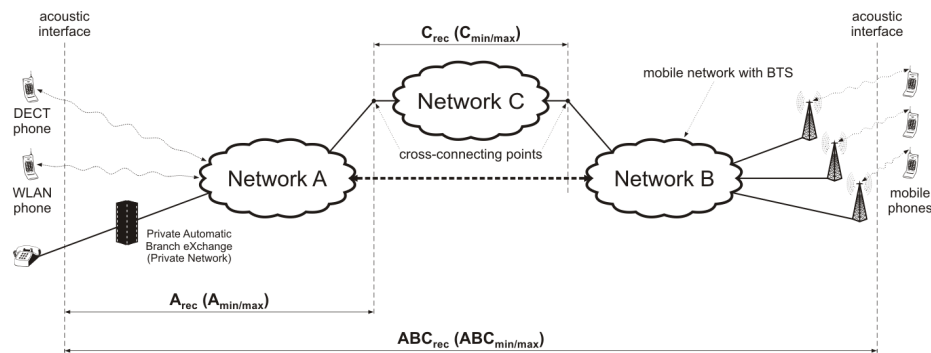 acoustic
interface
C_rec (C_min/max)
acoustic
interface
mobile network with BTS
Network C
DECT
phone
cross-connecting points
WLAN
phone
Network A
Network B
mobile
phones
Private Automatic
Branch eXchange
(Private Network)
A_rec (A_min/max)
ABC_rec (ABC_min/max)